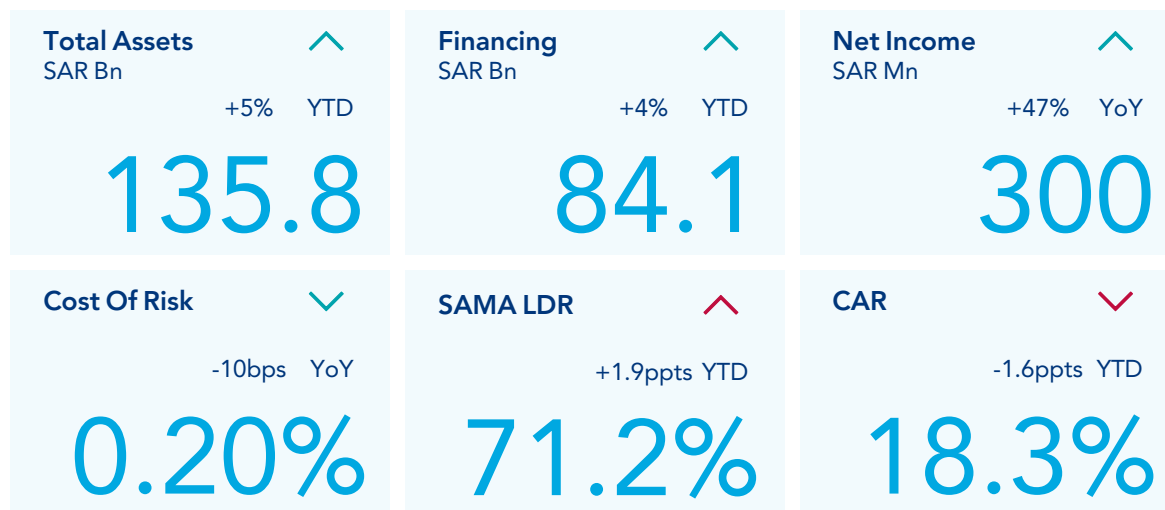 Total Assets
SAR Bn
+5% YTD
135.8
Financing
SAR Bn
+4% YTD
84.1
Net Income
SAR Mn
+47% YoY
300
Cost Of Risk
-10bps YoY
0.20%
SAMA LDR
+1.9ppts YTD
71.2%
CAR
-1.6ppts YTD
18.3%